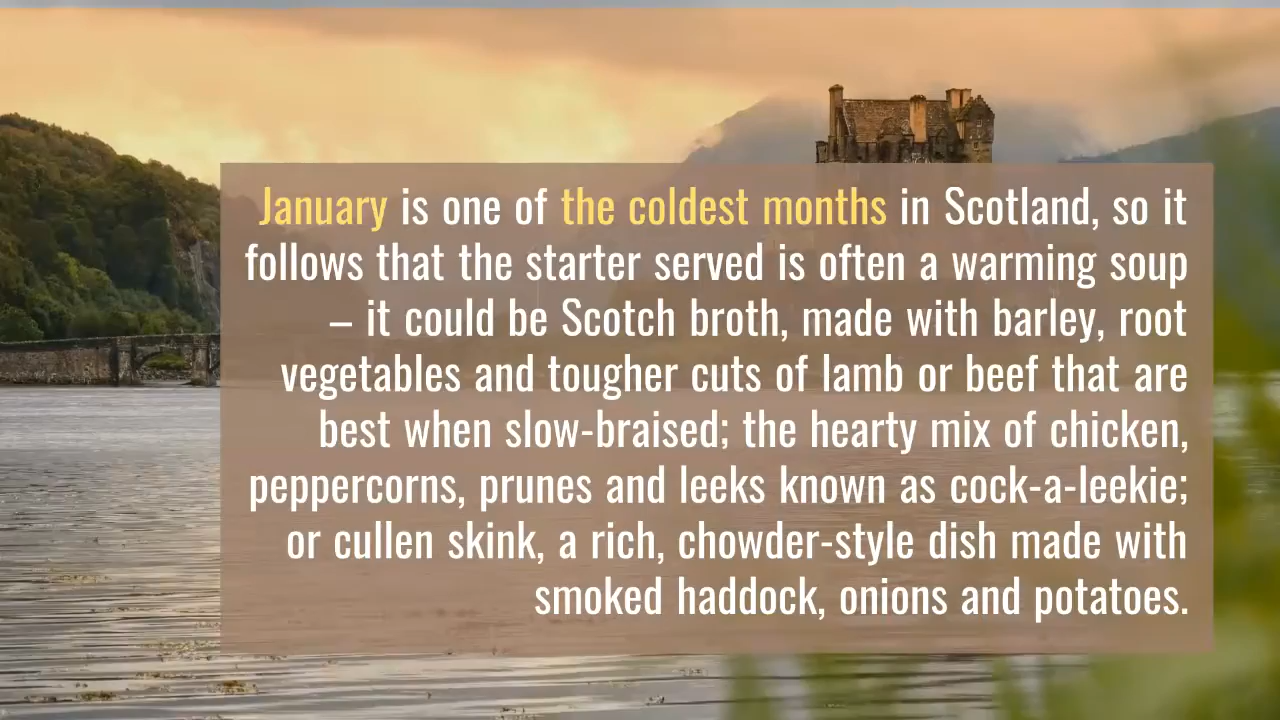 January is one of the coldest months in Scotland, so it
follows that the starter served is often a warming soup
– it could be Scotch broth, made with barley, root
vegetables and tougher cuts of lamb or beef that are
best when slow-braised; the hearty mix of chicken,
peppercorns, prunes and leeks known as cock-a-leekie;
or cullen skink, a rich, chowder-style dish made with
smoked haddock, onions and potatoes.